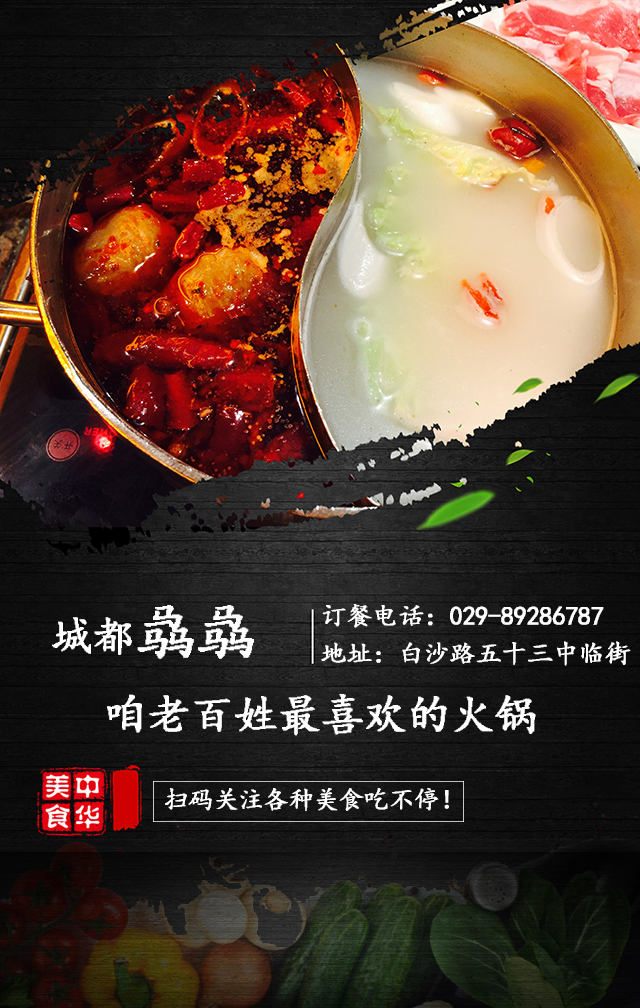 城都骉骉
订餐电话：029-89286787
地址：白沙路五十三中临街
咱老百姓最喜欢的火锅
美中
食华
扫码关注各种美食吃不停！